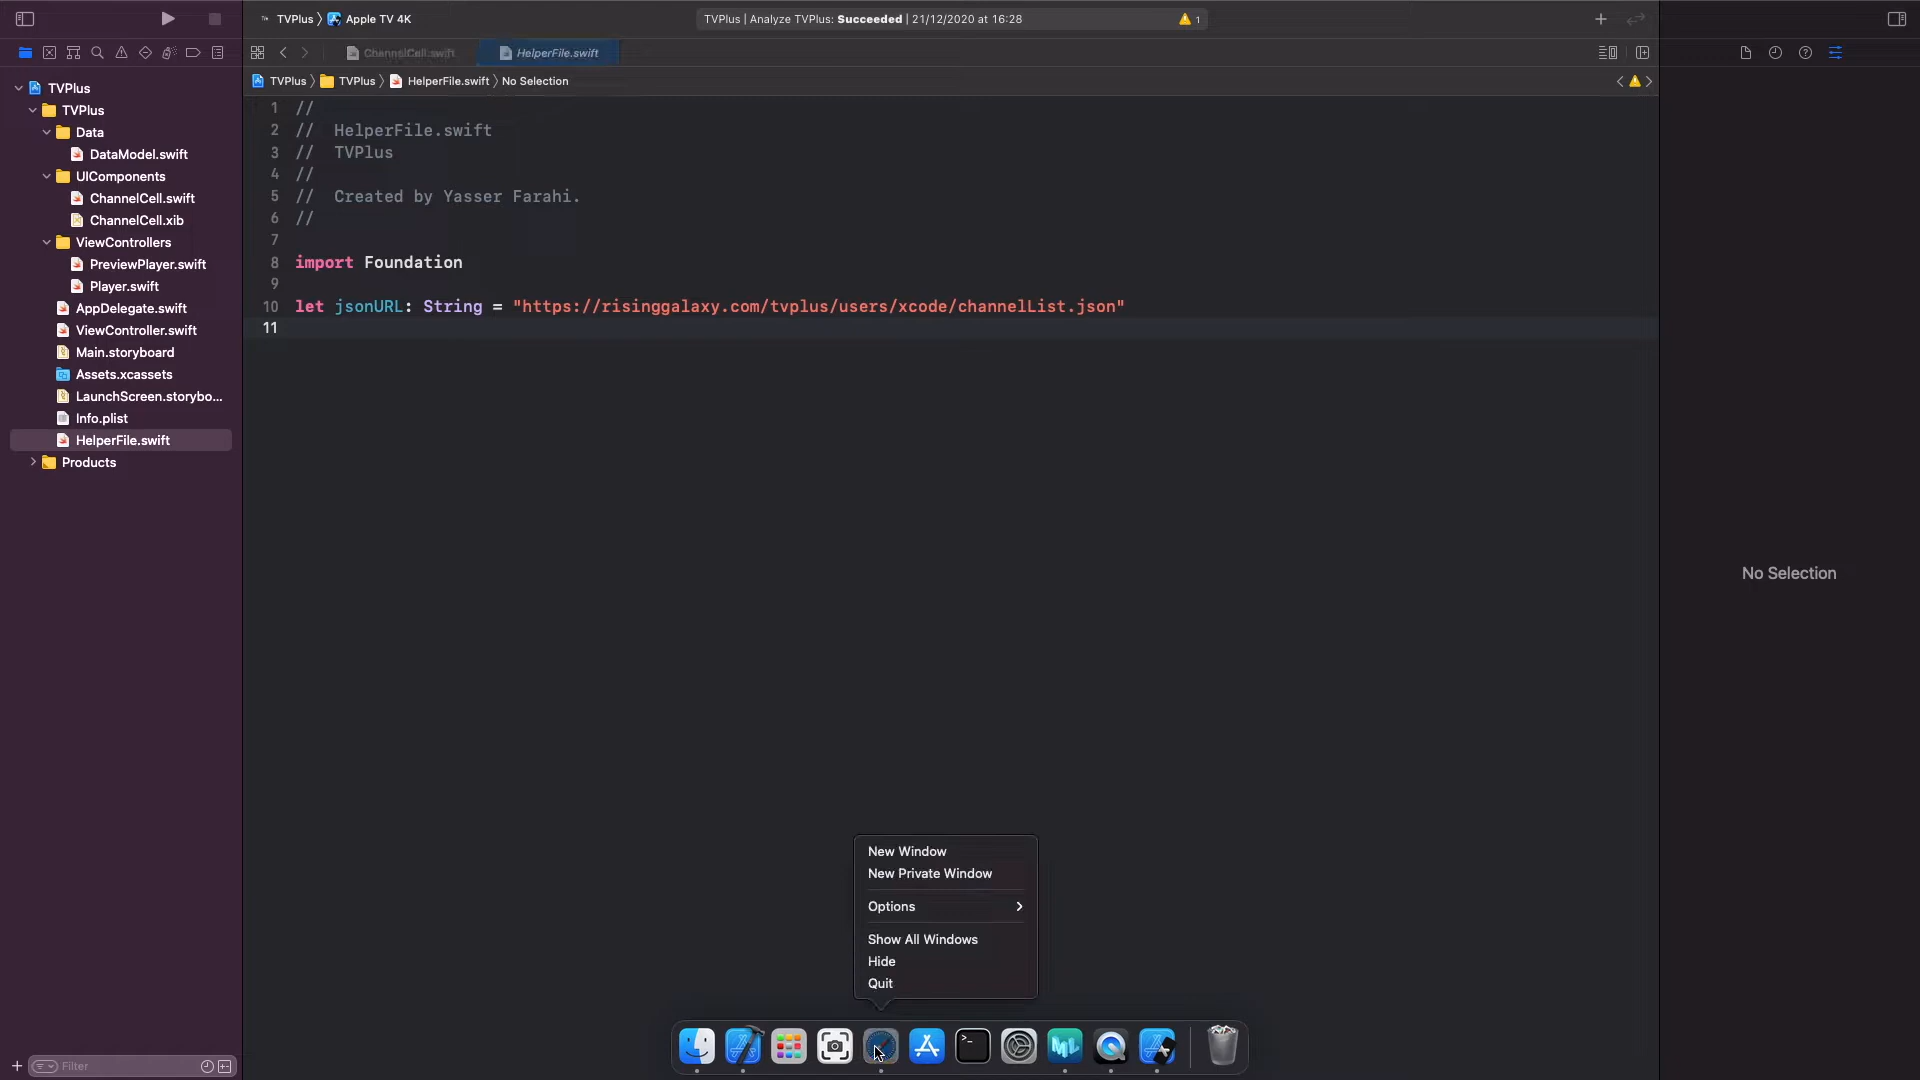 TVPlus 〉 Apple TV 4K
TVPlus | Analyze TVPlus: Succeeded | 21/12/2020 at 16:28
1
ChannelCell.swift
HelperFile.swift
TVPlus 〉 TVPlus 〉 HelperFile.swift 〉 No Selection
TVPlus
TVPlus
Data
DataModel.swift
UIComponents
ChannelCell.swift
ChannelCell.xib
ViewControllers
PreviewPlayer.swift
Player.swift
AppDelegate.swift
ViewController.swift
Main.storyboard
Assets.xcassets
LaunchScreen.storybo...
Info.plist
HelperFile.swift
Products
Filter
1 //
2 // HelperFile.swift
3 // TVPlus
4 //
5 // Created by Yasser Farahi.
6 //
7
8 import Foundation
9
10 let jsonURL: String = "https://risinggalaxy.com/tvplus/users/xcode/channelList.json"
11
No Selection
New Window
New Private Window
Options
Show All Windows
Hide
Quit
ML